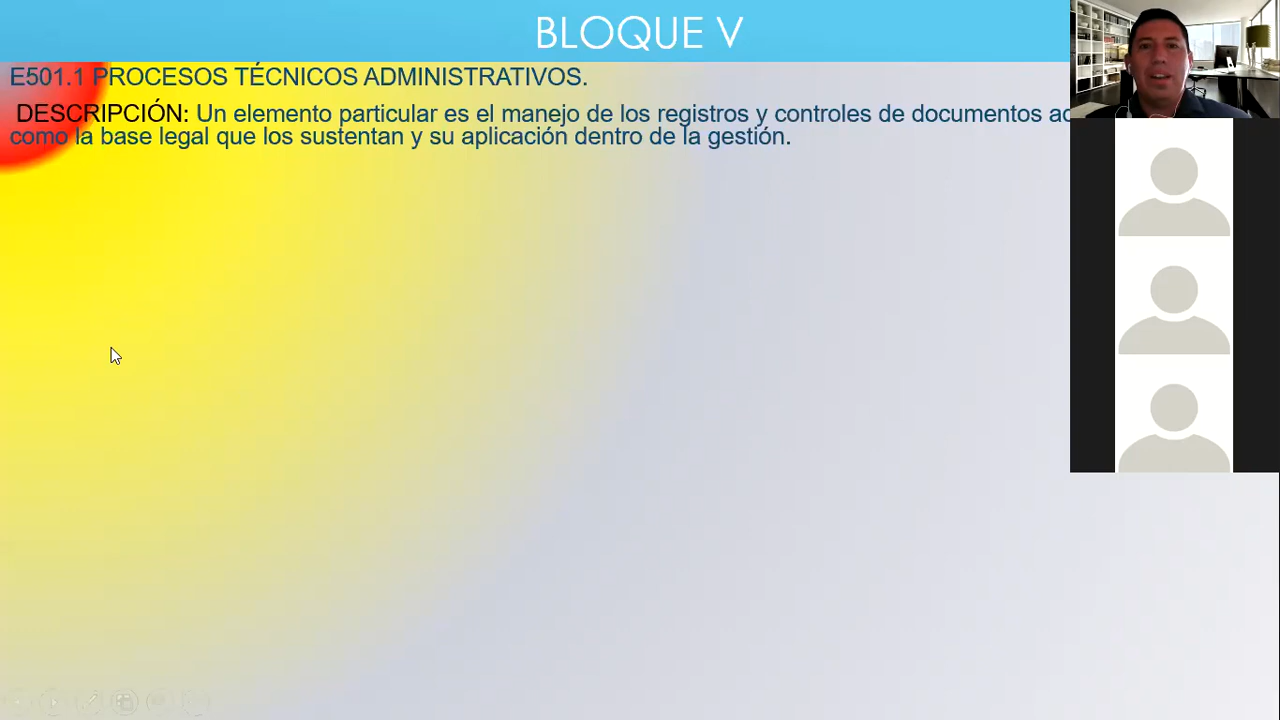 BLOQUE V
E501.1 PROCESOS TÉCNICOS ADMINISTRATIVOS.
DESCRIPCIÓN: Un elemento particular es el manejo de los registros y controles de documentos
como la base legal que los sustentan y su aplicación dentro de la gestión.